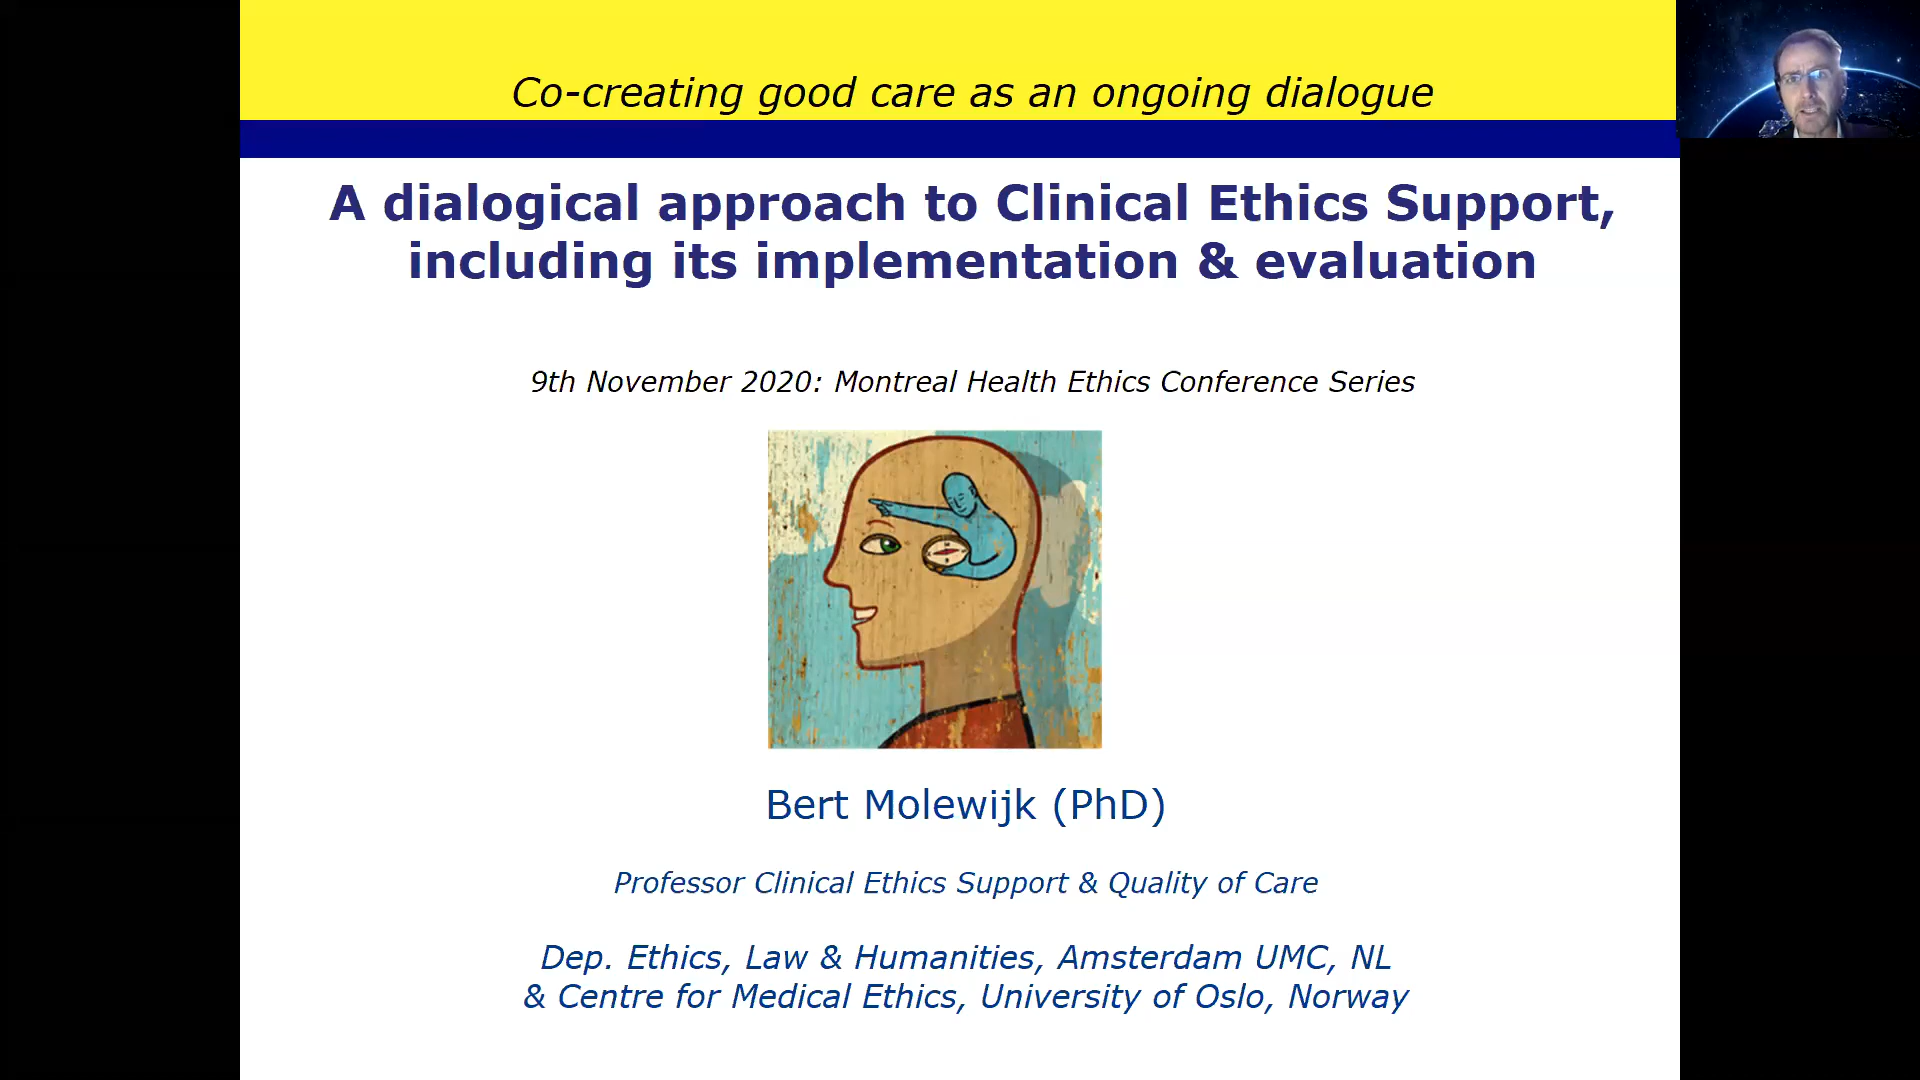 Co-creating good care as an ongoing dialogue
A dialogical approach to Clinical Ethics Support,
including its implementation & evaluation
9th November 2020: Montreal Health Ethics Conference Series
Bert Molewijk (PhD)
Professor Clinical Ethics Support & Quality of Care
Dep. Ethics, Law & Humanities, Amsterdam UMC, NL
& Centre for Medical Ethics, University of Oslo, Norway